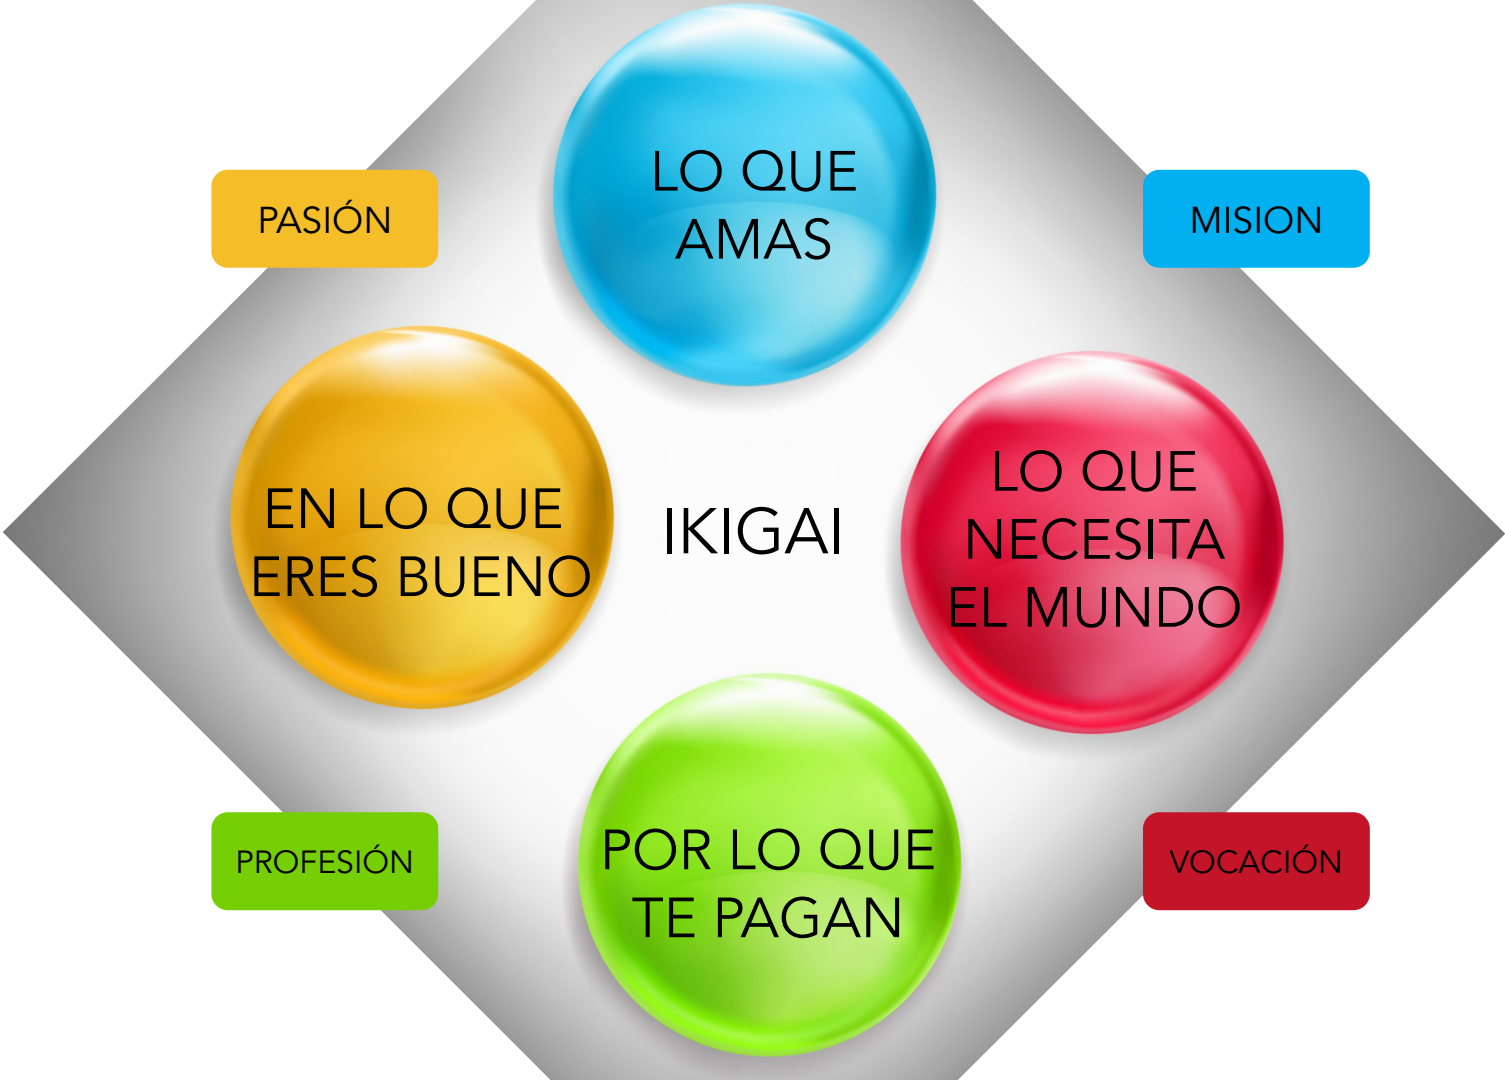 LO QUE
AMAS
PASIÓN
MISION
EN LO QUE
ERES BUENO
IKIGAI
LO QUE
NECESITA
EL MUNDO
POR LO QUE
TE PAGAN
PROFESIÓN
VOCACIÓN